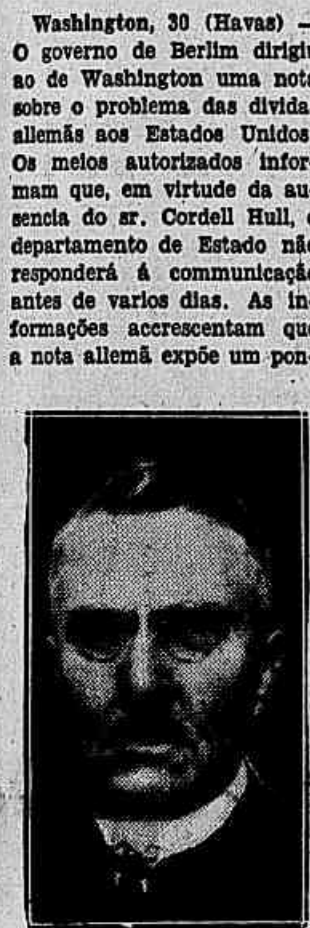 Washington, 30 (Havas) —
O governo de Berlim dirigiu
ao de Washington uma nota
sobre o problema das divida
allemãs aos Estados Unidos
Os meios autorizados infor-
mam que, em virtude da au-
sencia do sr. Cordell Hull,
departamento de Estado não
responderá á communicação
antes de varios dias. As in-
formações accrescentam que
a nota allemã expõe um pon-